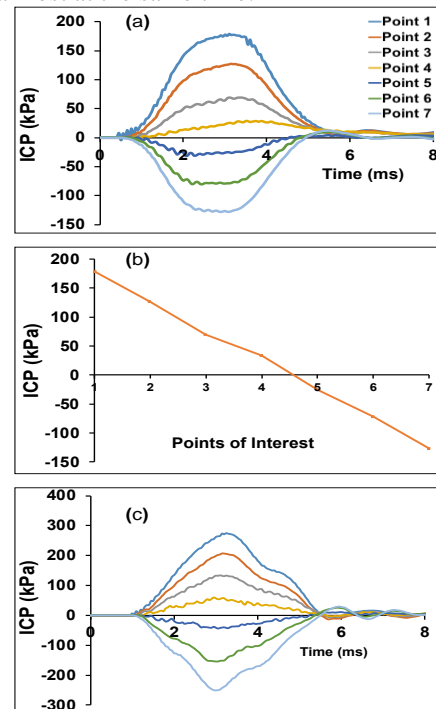 (a)
200
150
100
50
0
-50
-100
-150
ICP (kPa)
0 2 4 6 8
Time (ms)
Point 1
Point 2
Point 3
Point 4
Point 5
Point 6
Point 7
(b)
200
150
100
50
0
-50
-100
-150
ICP (kPa)
1 2 3 4 5 6 7
Points of Interest
(c)
400
300
200
100
0
-100
-200
-300
ICP (kPa)
0 2 4 6 8
Time (ms)